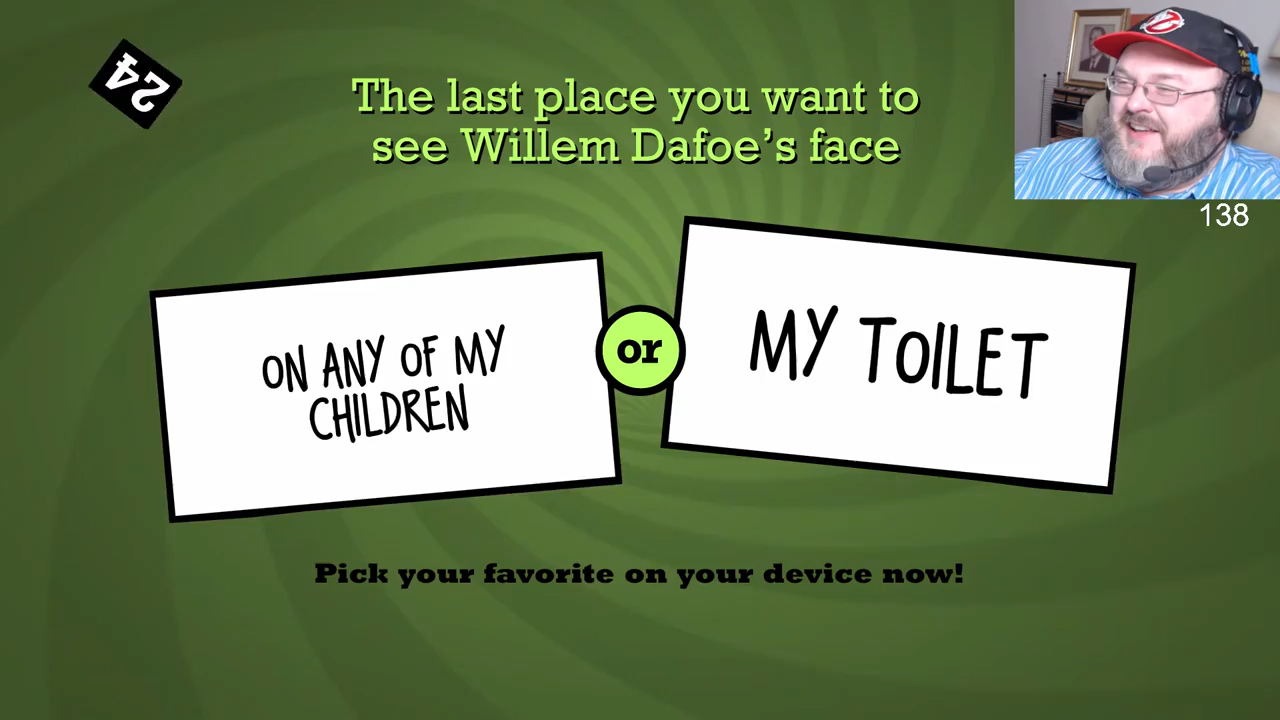 24
The last place you want to
see Willem Dafoe's face
138
ON ANY OF MY
CHILDREN
or
MY TOILET
Pick your favorite on your device now!